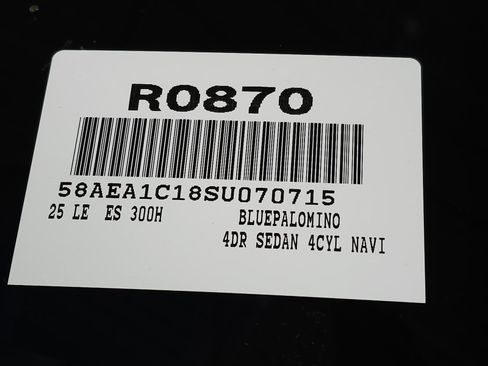 R0870
58AEA1C18SU070715
25 LE ES 300H BLUEPALOMINO
4DR SEDAN 4CYL NAVI